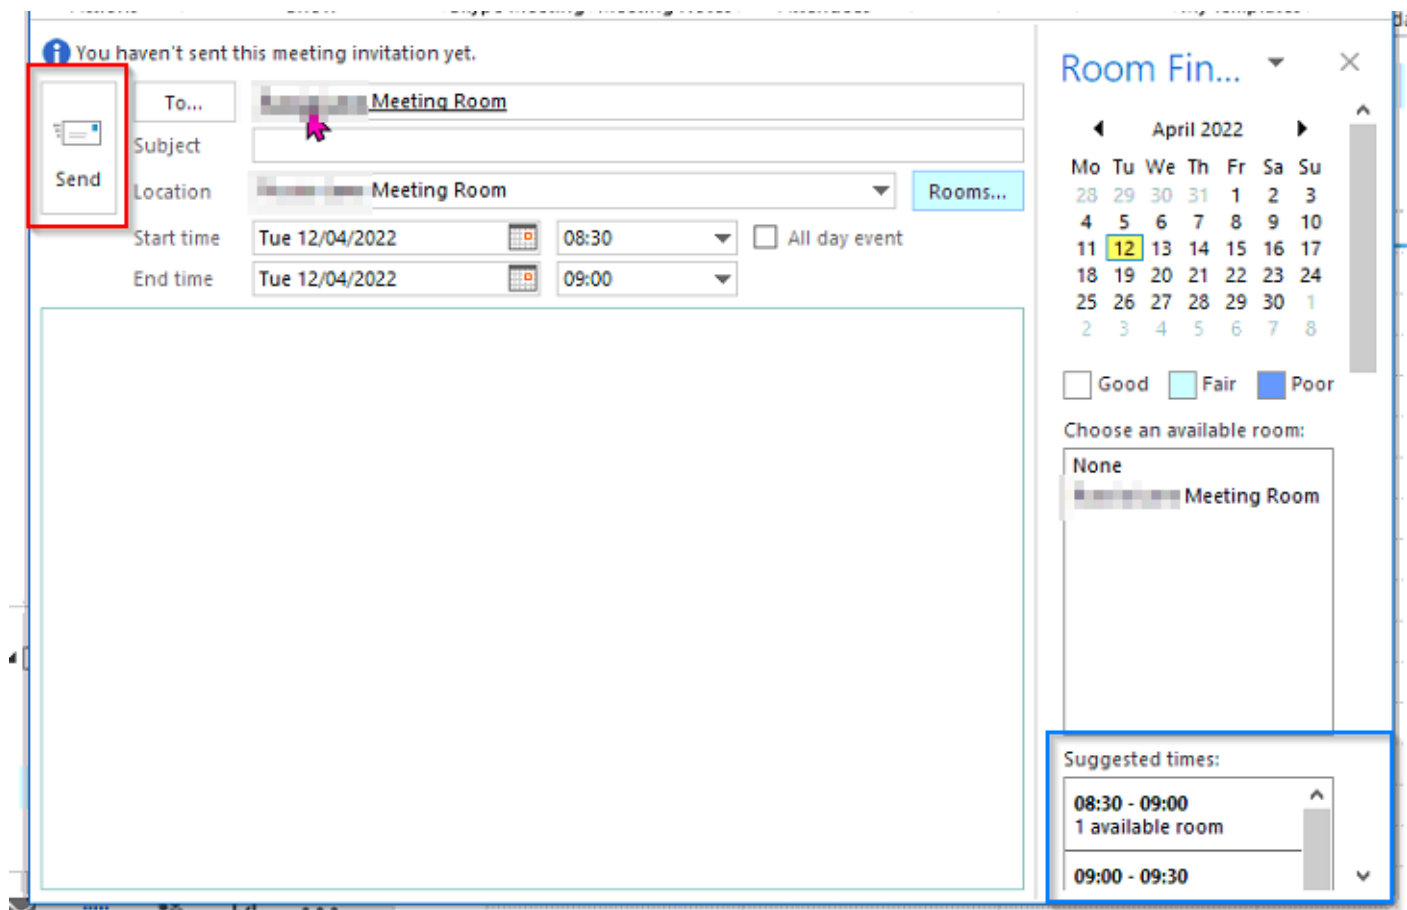 You haven't sent this meeting invitation yet.
To...
Meeting Room
Send
Subject
Location
Meeting Room
Rooms...
Start time
Tue 12/04/2022
08:30
All day event
End time
Tue 12/04/2022
09:00
Room Fin...
April 2022
Mo Tu We Th Fr Sa Su
28 29 30 31 1 2 3
4 5 6 7 8 9 10
11 12 13 14 15 16 17
18 19 20 21 22 23 24
25 26 27 28 29 30 1
2 3 4 5 6 7 8
Good Fair Poor
Choose an available room:
None
Meeting Room
Suggested times:
08:30 - 09:00
1 available room
09:00 - 09:30